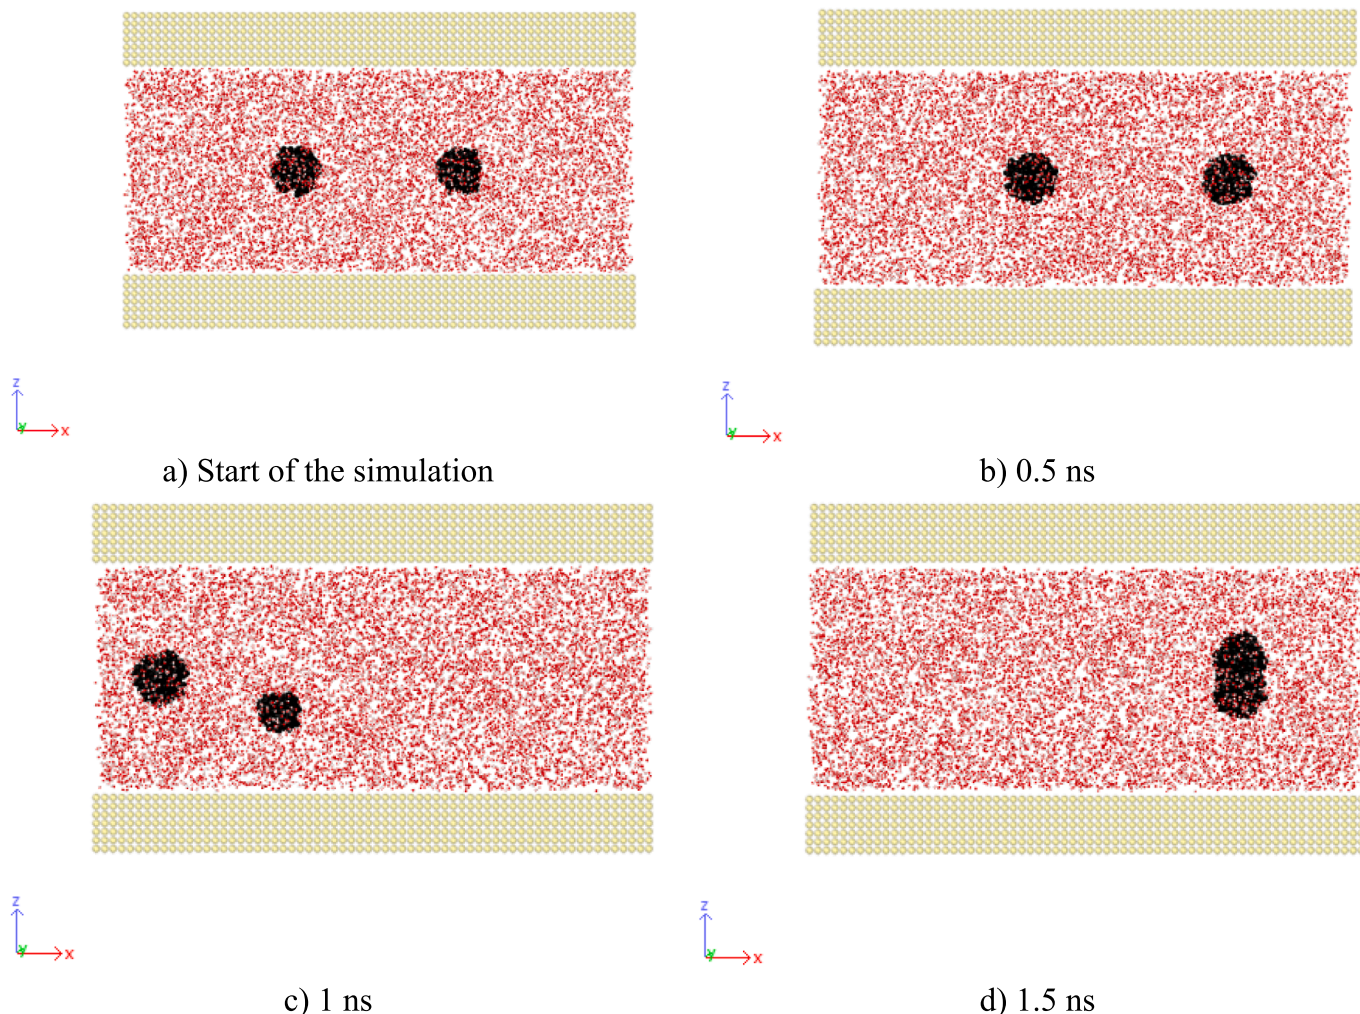 z
y
x
z
y
x
a) Start of the simulation
b) 0.5 ns
z
y
x
z
y
x
c) 1 ns
d) 1.5 ns